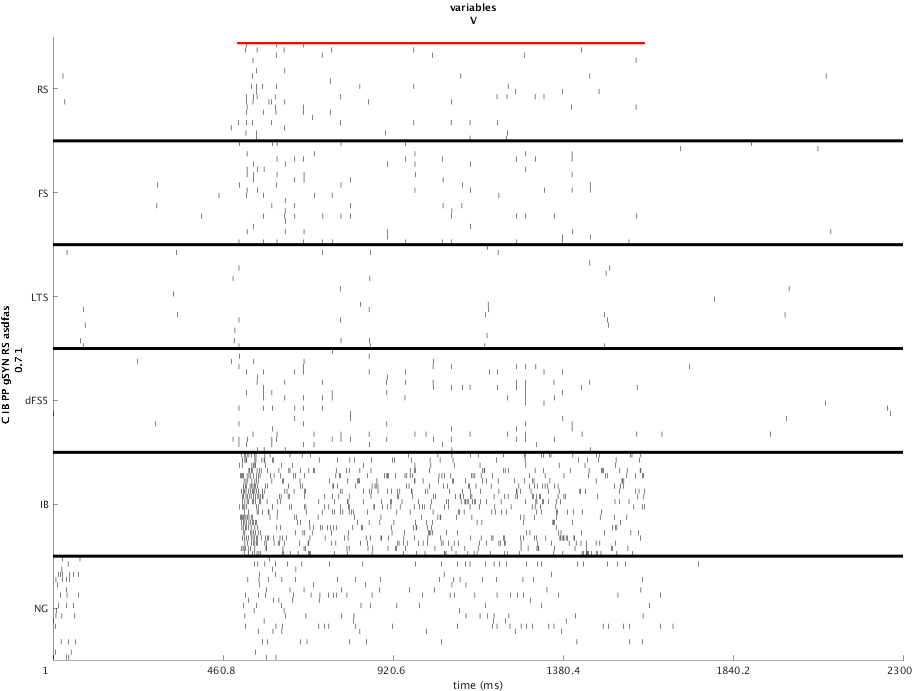 variables
V
RS
FS
LTS
dFS5
IB
NG
C IB PP gSYN RS asdfas
0.7 1
1
460.8
920.6
1380.4
1840.2
2300
time (ms)